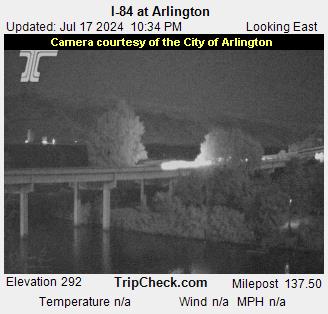 I-84 at Arlington
Updated: Jul 17 2024 10:34 PM Looking East
Camera courtesy of the City of Arlington
Elevation 292 TripCheck.com Milepost 137.50
Temperature n/a Wind n/a MPH n/a